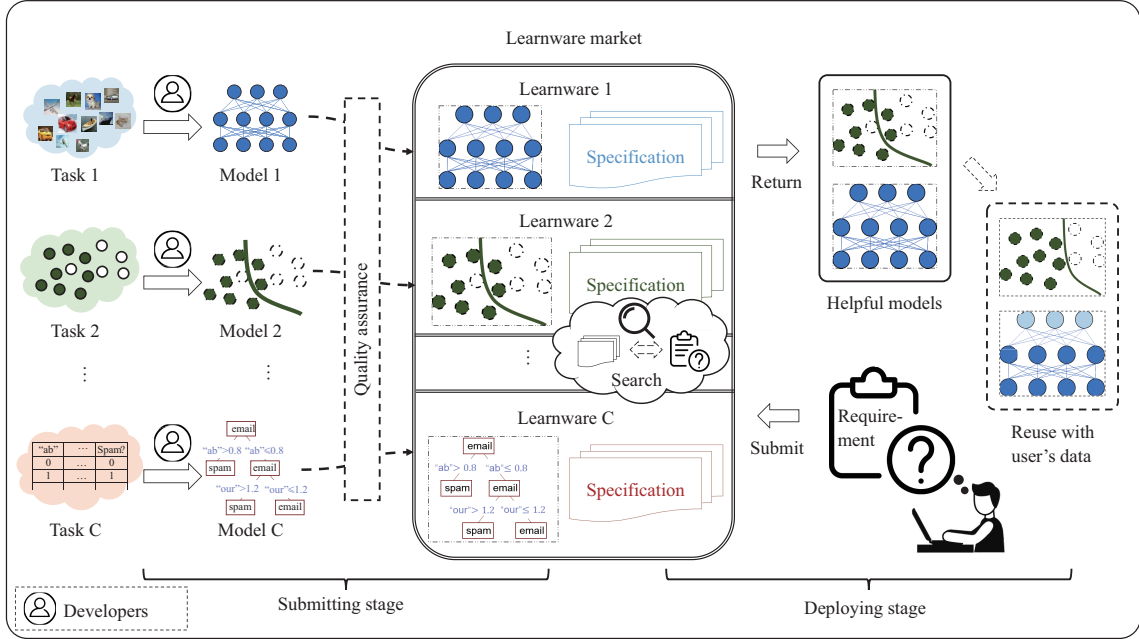 Learnware market
Task 1
Model 1
Task 2
Model 2
⋮
⋮
"ab" … Spam?
0 … 0
1 … 1
Task C
email
"ab">0.8 "ab"≤0.8
spam email
"our">1.2 "our"≤1.2
spam email
Model C
Quality assurance
Learnware 1
Specification
Learnware 2
Specification
⋮
Search
Learnware C
email
"ab"> 0.8 "ab"≤ 0.8
spam email
"our"> 1.2 "our"≤ 1.2
spam email
Specification
Return
Helpful models
Submit
Require-
ment
?
Reuse with
user's data
Developers
Submitting stage
Deploying stage